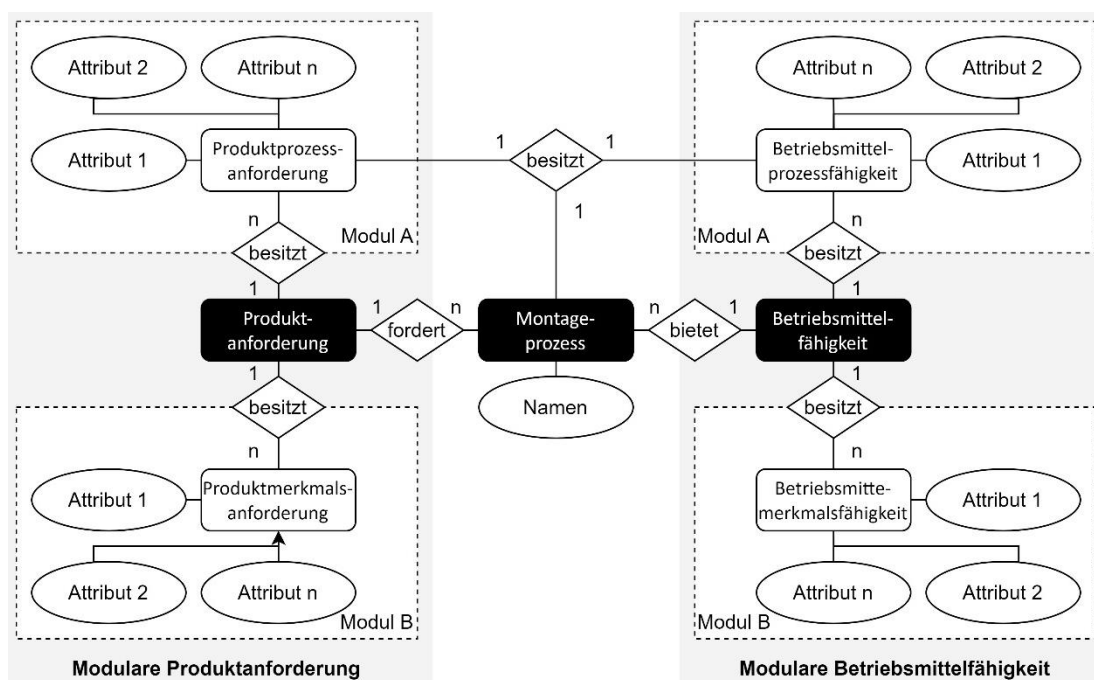 Attribut 2
Attribut n
Attribut n
Attribut 2
Attribut 1
Produktprozess-
anforderung
1
besitzt
1
Betriebsmittel-
prozessfähigkeit
Attribut 1
1
n
Modul A
n
Modul A
besitzt
besitzt
1
1
Produkt-
anforderung
1
fordert
n
Montage-
prozess
n
bietet
1
Betriebsmittel-
fähigkeit
1
1
besitzt
Namen
besitzt
n
n
Attribut 1
Produktmerkmals-
anforderung
Betriebsmitte-
merkmalsfähigkeit
Attribut 1
Attribut 2
Attribut n
Attribut n
Attribut 2
Modul B
Modul B
Modulare Produktanforderung
Modulare Betriebsmittelfähigkeit